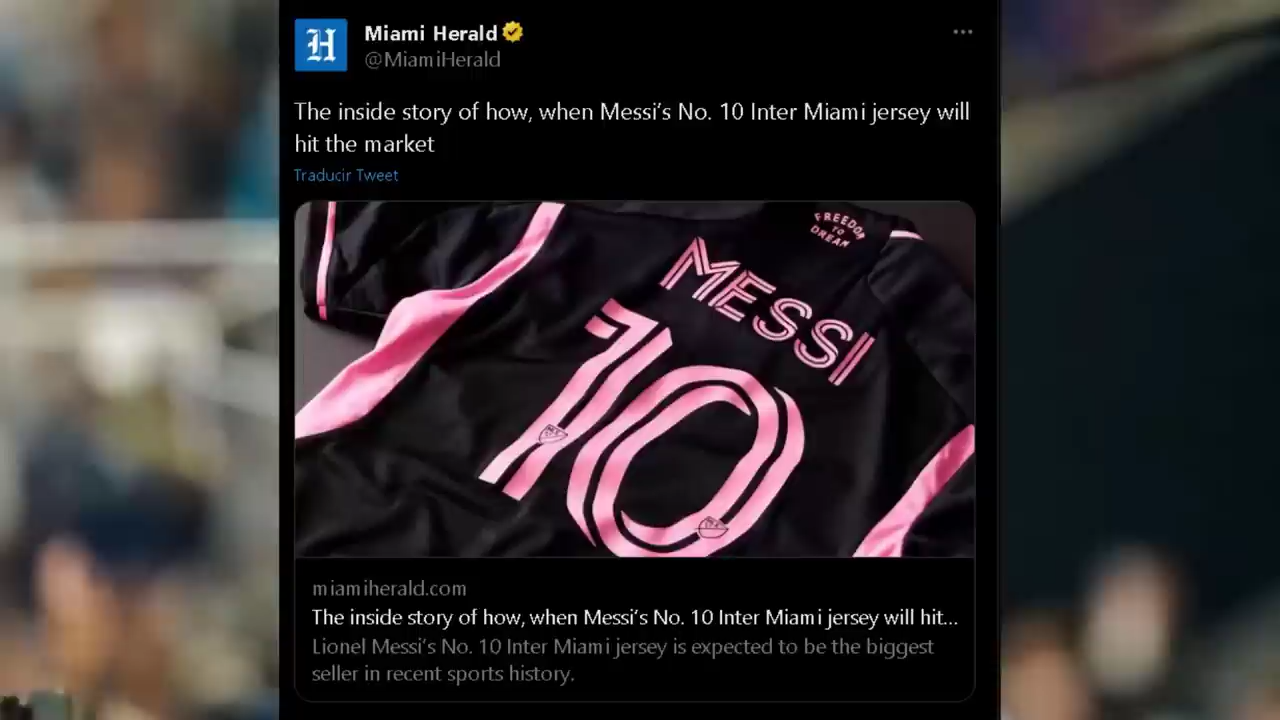 H
Miami Herald
@MiamiHerald
The inside story of how, when Messi's No. 10 Inter Miami jersey will
hit the market
Traducir Tweet
FREEDOM
TO
DREAM
MESSI
10
miamiherald.com
The inside story of how, when Messi's No. 10 Inter Miami jersey will hit...
Lionel Messi's No. 10 Inter Miami jersey is expected to be the biggest
seller in recent sports history.